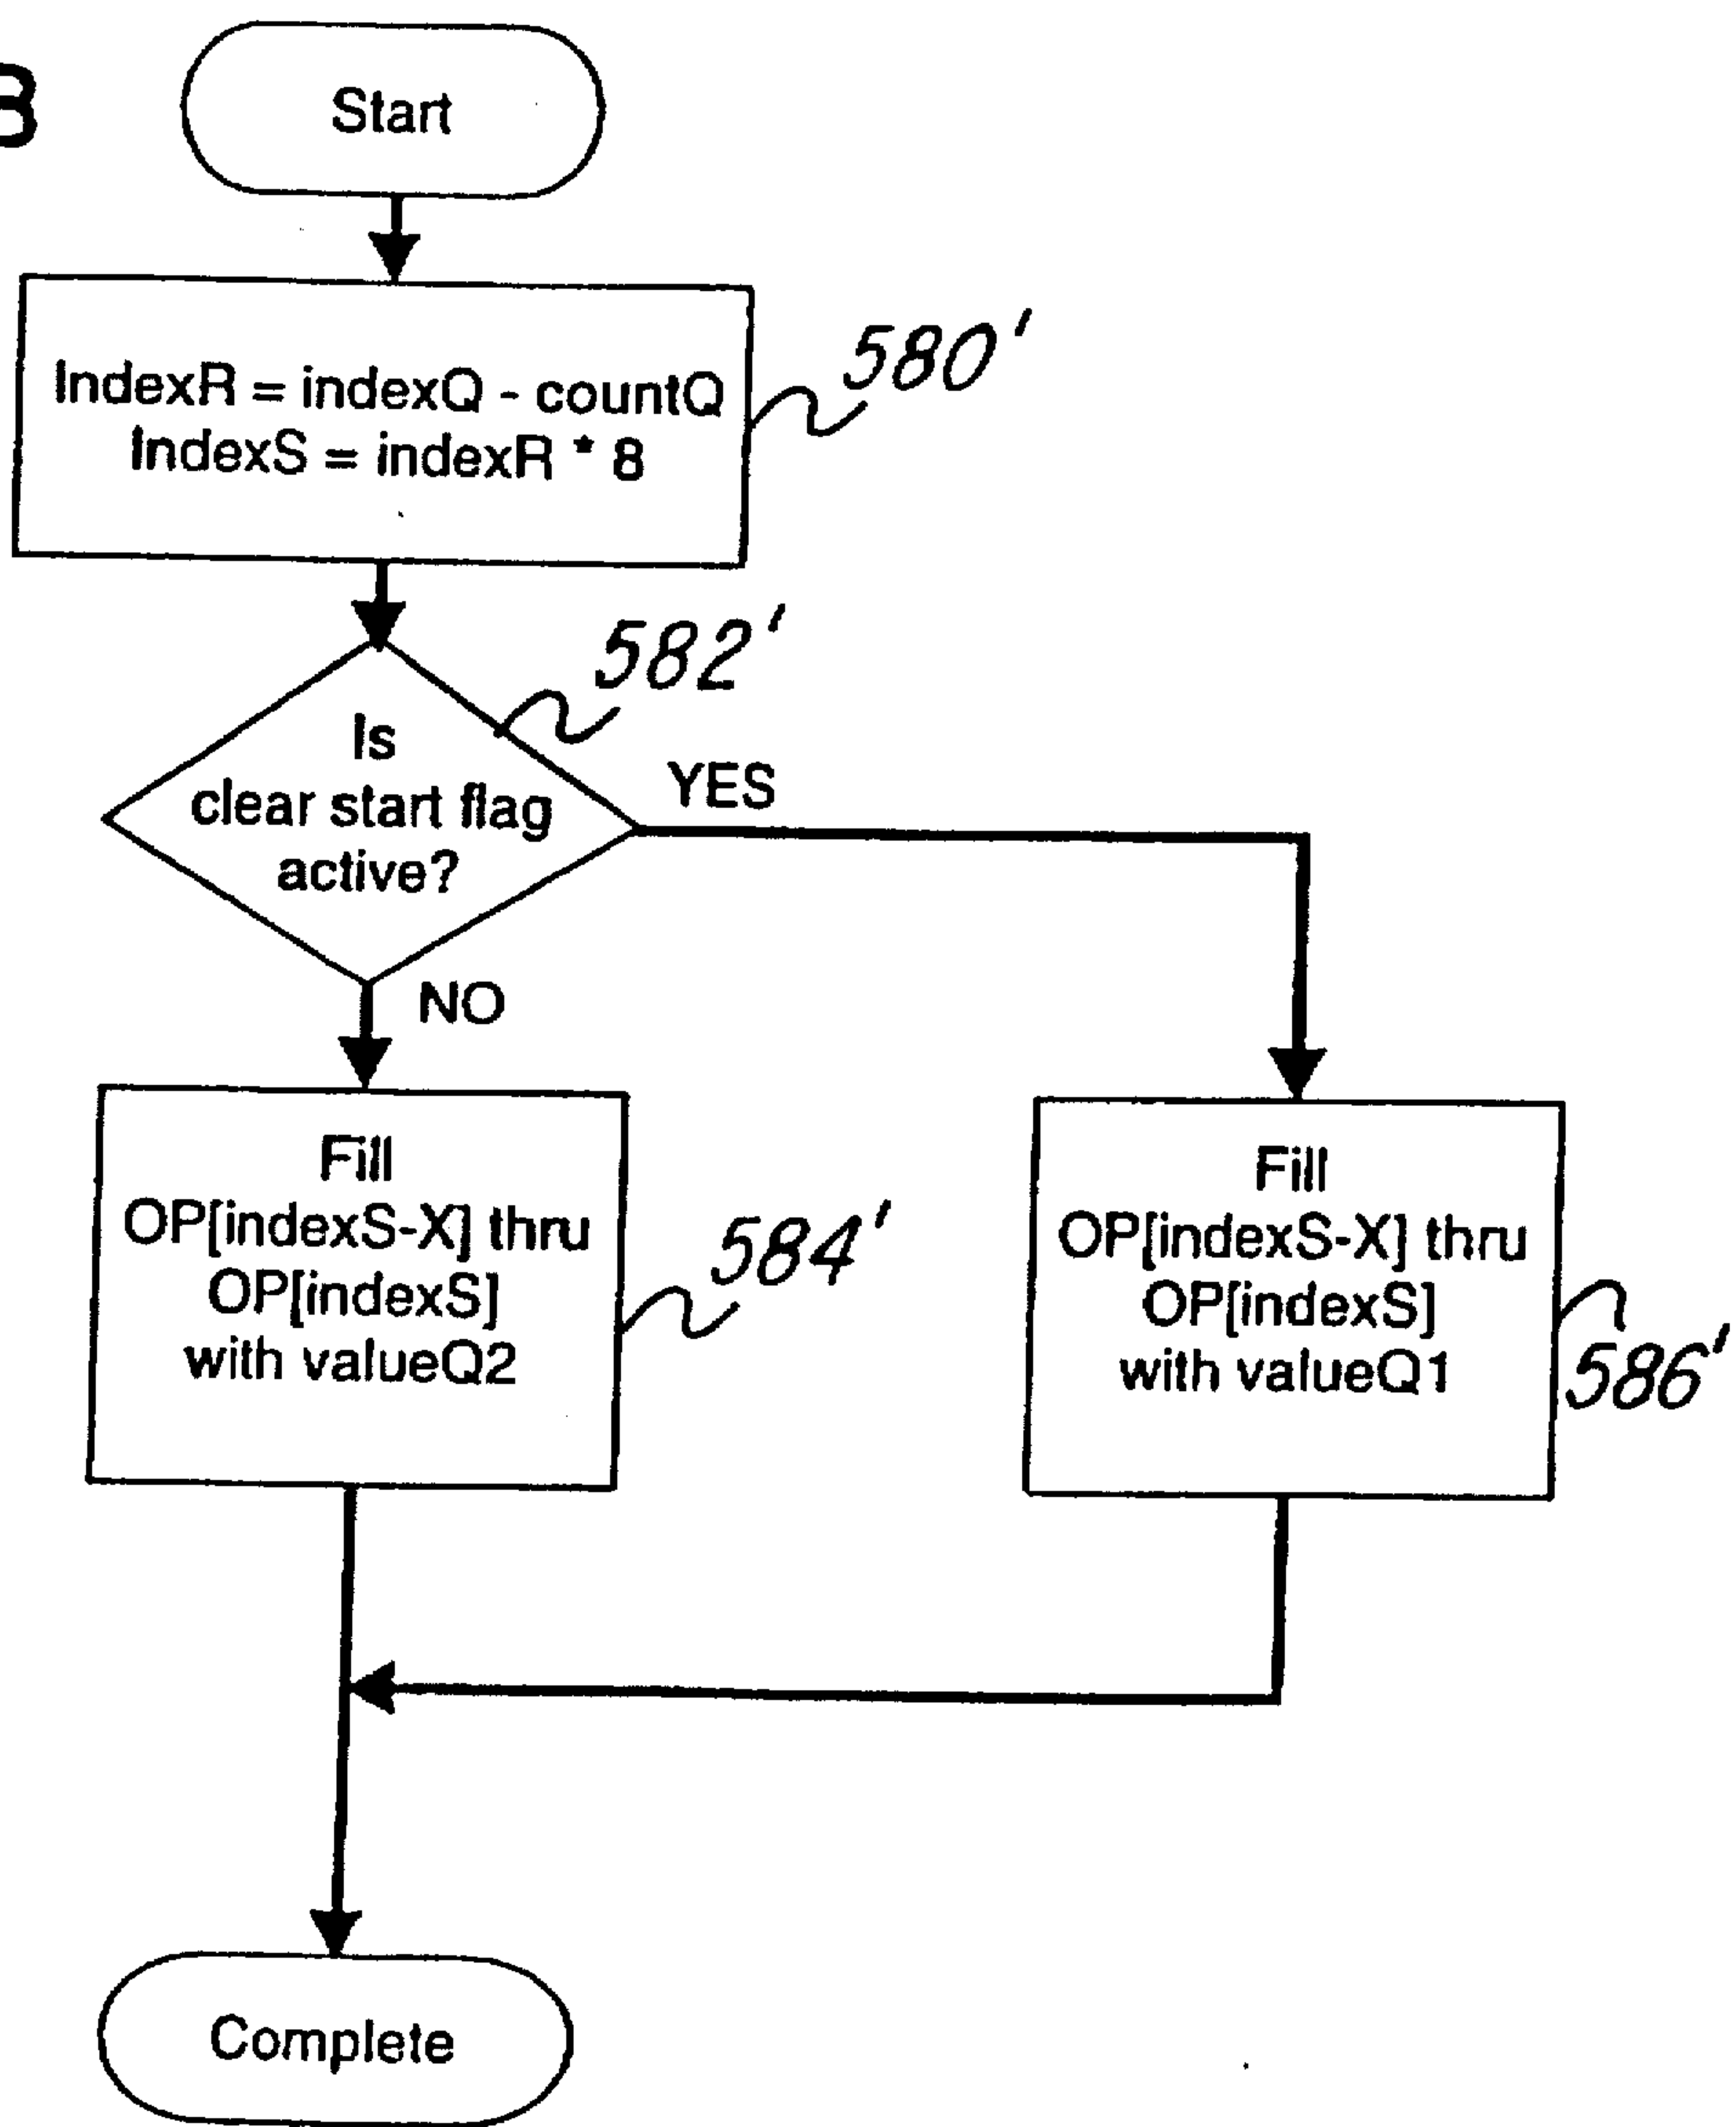 B
Start
IndexR = indexQ - countQ
IndexS = indexR * 8
580'
582'
Is
clear start flag
active?
YES
NO
Fill
OP[indexS-X] thru
OP[indexS]
with valueQ2
584'
Fill
OP[indexS-X] thru
OP[indexS]
with valueQ1
586'
Complete